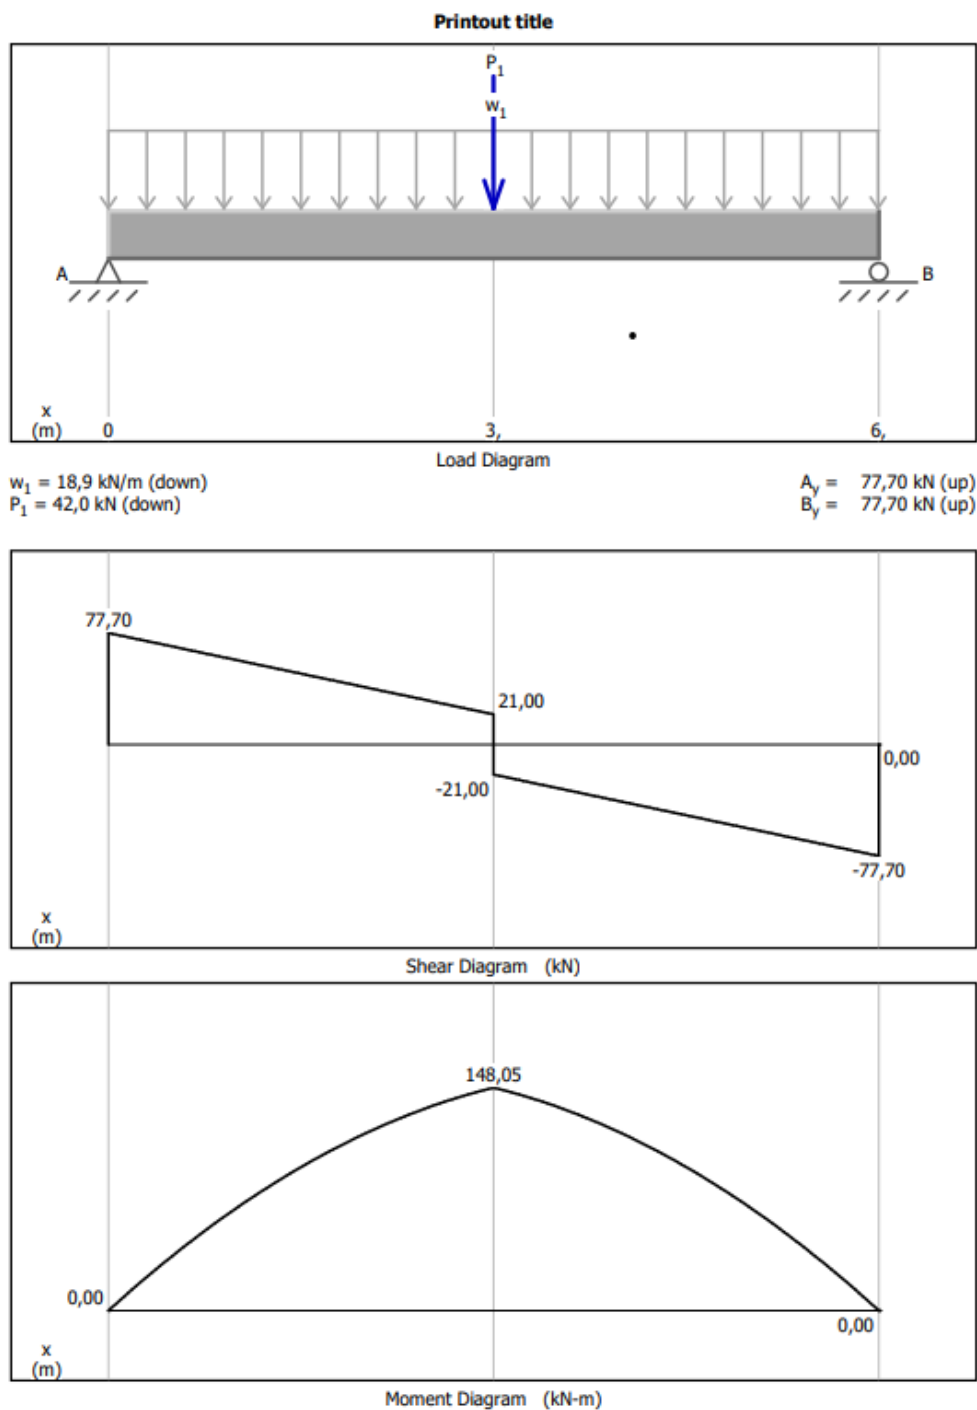 Printout title
P1
w1
A B
x
(m) 0 3, 6,
Load Diagram
w1 = 18,9 kN/m (down) Ay = 77,70 kN (up)
P1 = 42,0 kN (down) By = 77,70 kN (up)
77,70
21,00
0,00
-21,00
-77,70
x
(m)
Shear Diagram (kN)
148,05
0,00
0,00
x
(m)
Moment Diagram (kN-m)